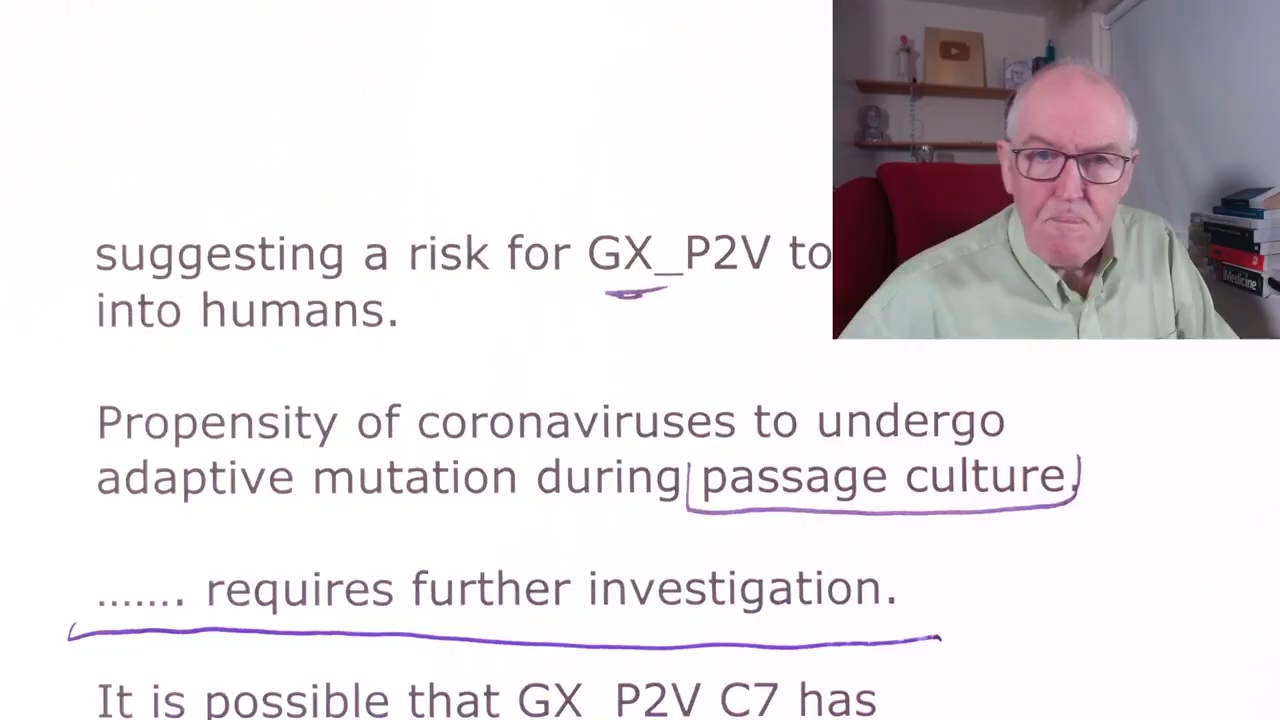 suggesting a risk for GX_P2V to
into humans.
Propensity of coronaviruses to undergo
adaptive mutation during passage culture.
……. requires further investigation.
It is possible that GX_P2V C7 has
Medicine